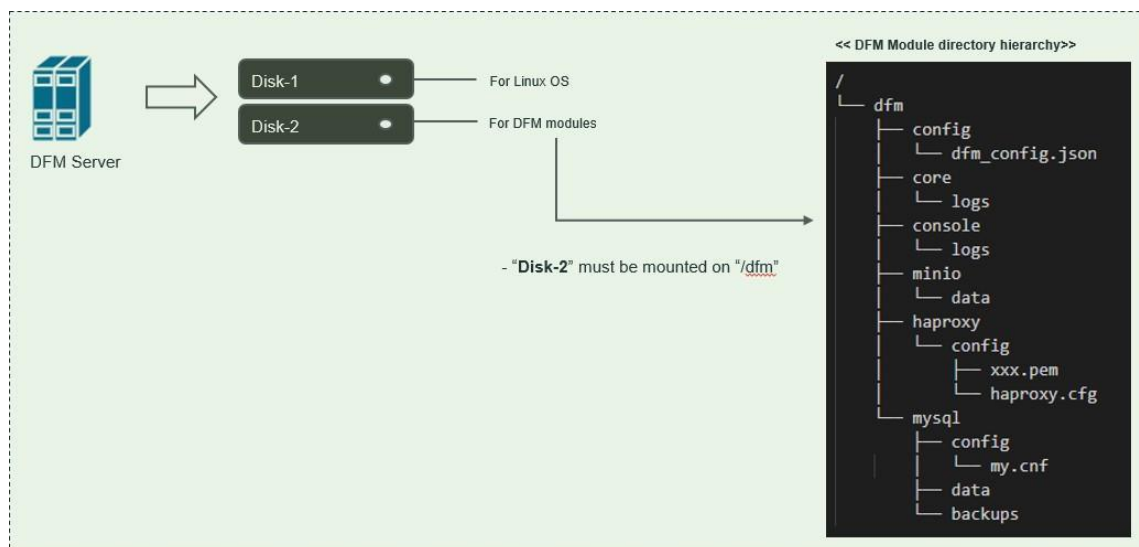 << DFM Module directory hierarchy>>
DFM Server
Disk-1
For Linux OS
Disk-2
For DFM modules
- “Disk-2” must be mounted on “/dfm”
/
└── dfm
    ├── config
    │   └── dfm_config.json
    ├── core
    │   └── logs
    ├── console
    │   └── logs
    ├── minio
    │   └── data
    ├── haproxy
    │   └── config
    │       ├── xxx.pem
    │       └── haproxy.cfg
    └── mysql
        ├── config
        │   └── my.cnf
        ├── data
        └── backups